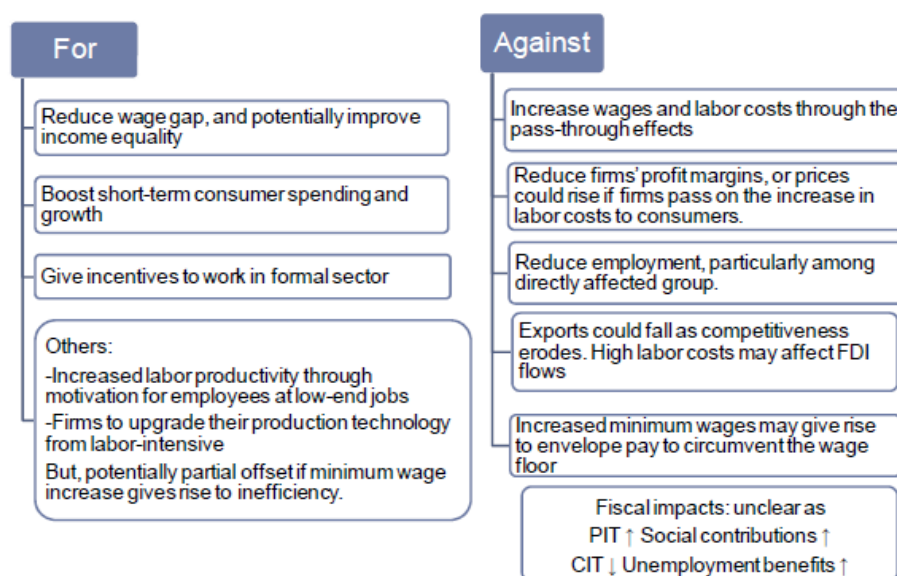 For
Reduce wage gap, and potentially improve
income equality
Boost short-term consumer spending and
growth
Give incentives to work in formal sector
Others:
-Increased labor productivity through
motivation for employees at low-end jobs
-Firms to upgrade their production technology
from labor-intensive
But, potentially partial offset if minimum wage
increase gives rise to inefficiency.
Against
Increase wages and labor costs through the
pass-through effects
Reduce firms' profit margins, or prices
could rise if firms pass on the increase in
labor costs to consumers.
Reduce employment, particularly among
directly affected group.
Exports could fall as competitiveness
erodes. High labor costs may affect FDI
flows
Increased minimum wages may give rise
to envelope pay to circumvent the wage
floor
Fiscal impacts: unclear as
PIT ↑ Social contributions ↑
CIT ↓ Unemployment benefits ↑